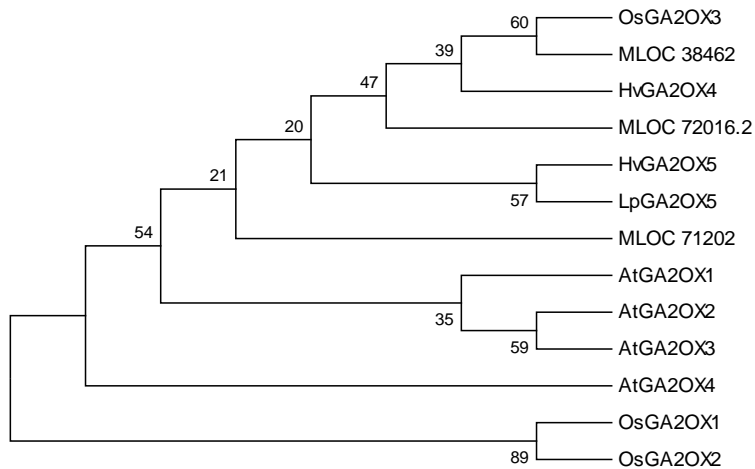 60
OsGA2OX3
39
MLOC 38462
47
HvGA2OX4
20
MLOC 72016.2
21
HvGA2OX5
57
LpGA2OX5
54
MLOC 71202
AtGA2OX1
35
AtGA2OX2
59
AtGA2OX3
AtGA2OX4
OsGA2OX1
89
OsGA2OX2